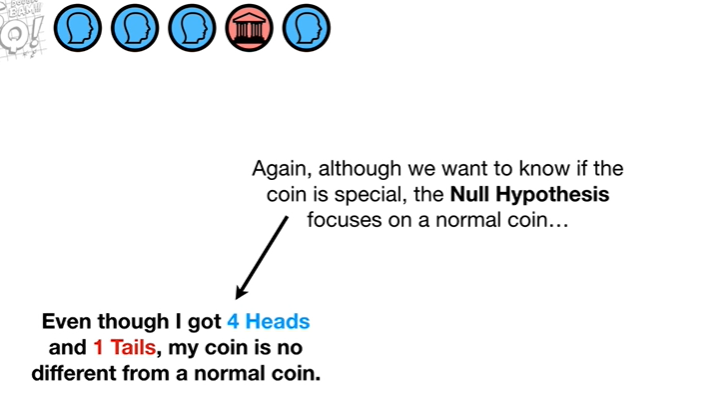 Again, although we want to know if the
coin is special, the Null Hypothesis
focuses on a normal coin…
Even though I got 4 Heads
and 1 Tails, my coin is no
different from a normal coin.